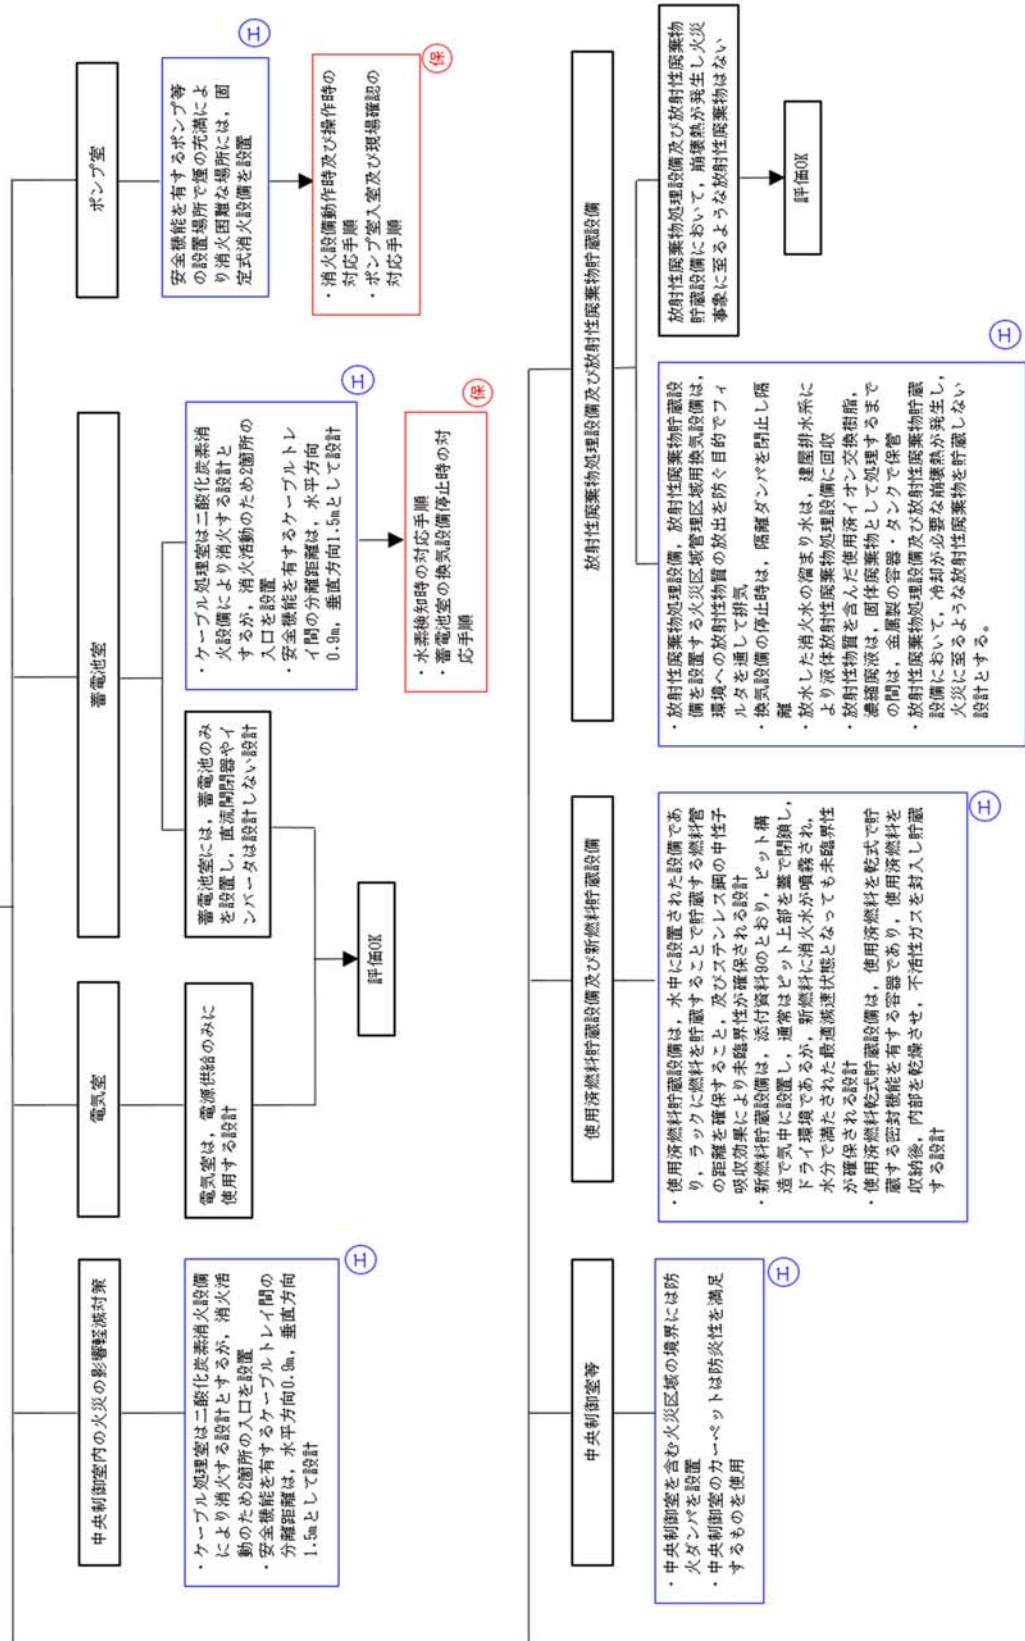 中央制御室内の火災の影響軽減対策
・ケーブル処理室は二酸化炭素消火設備
により消火する設計とするが，消火活
動のため2箇所の入口を設置
・安全機能を有するケーブルトレイ間の
分離距離は，水平方向0.9m，垂直方向
1.5mとして設計
エ
電気室
電気室は，電源供給のみに
使用する設計
蓄電池室
蓄電池室には，蓄電池のみ
を設置し，直流開閉器やイ
ンバータは設計しない設計
評価OK
・ケーブル処理室は二酸化炭素消
火設備により消火する設計と
するが，消火活動のため2箇所の
入口を設置
・安全機能を有するケーブルトレ
イ間の分離距離は，水平方向
0.9m，垂直方向1.5mとして設計
エ
・水素検知時の対応手順
・蓄電池室の換気設備停止時の対
応手順
保
ポンプ室
安全機能を有するポンプ等
の設置場所で煙の充満によ
り消火困難な場所には，固
定式消火設備を設置
エ
・消火設備動作時及び操作時の
対応手順
・ポンプ室入室及び現場確認の
対応手順
保
中央制御室等
・中央制御室を含む火災区域の境界には防
火ダンパを設置
・中央制御室のカーペットは防炎性を満足
するものを使用
エ
使用済燃料貯蔵設備及び新燃料貯蔵設備
・使用済燃料貯蔵設備は，水中に設置された設備であ
り，ラックに燃料を貯蔵することで貯蔵する燃料管
の距離を確保すること，及びステンレス鋼の中性子
吸収効果により未臨界性が確保される設計
・新燃料貯蔵設備は，添付資料9のとおり，ピット構
造で気中に設置し，通常はピット上部を蓋で閉鎖し，
ドライ環境であるが，新燃料に消火水が噴霧され，
水分で満たされた最適減速状態となっても未臨界性
が確保される設計
・使用済燃料乾式貯蔵設備は，使用済燃料を乾式で貯
蔵する密封機能を有する容器であり，使用済燃料を
収納後，内部を乾燥させ，不活性ガスを封入し貯蔵
する設計
エ
放射性廃棄物処理設備及び放射性廃棄物貯蔵設備
・放射性廃棄物処理設備，放射性廃棄物貯蔵設
備を設置する火災区域管理区域用換気設備は，
環境への放射性物質の放出を防ぐ目的でフィ
ルタを通して排気
・換気設備の停止時は，隔離ダンパを閉止し隔
離
・放水した消火水の溜まり水は，建屋排水系に
より液体放射性廃棄物処理設備に回収
・放射性物質を含んだ使用済イオン交換樹脂，
濃縮廃液は，固体廃棄物として処理するまで
の間は，金属製の容器・タンクで保管
・放射性廃棄物処理設備及び放射性廃棄物貯蔵
設備において，冷却が必要な崩壊熱が発生し，
火災に至るような放射性廃棄物を貯蔵しない
設計とする。
エ
放射性廃棄物処理設備及び放射性廃棄物
貯蔵設備において，崩壊熱が発生し火災
事象に至るような放射性廃棄物はない
評価OK